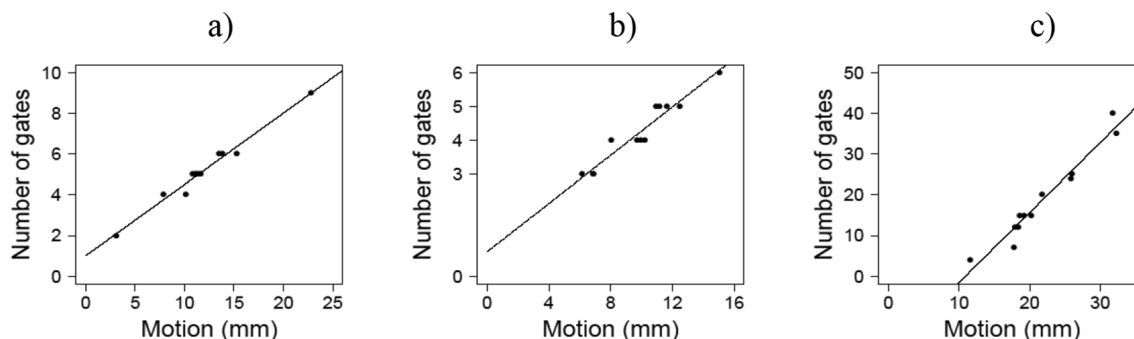 a)
Number of gates
10
8
6
4
2
0
0 5 10 15 20 25
Motion (mm)
b)
Number of gates
6
5
4
3
0
0 4 8 12 16
Motion (mm)
c)
Number of gates
50
40
30
20
10
0
0 10 20 30
Motion (mm)